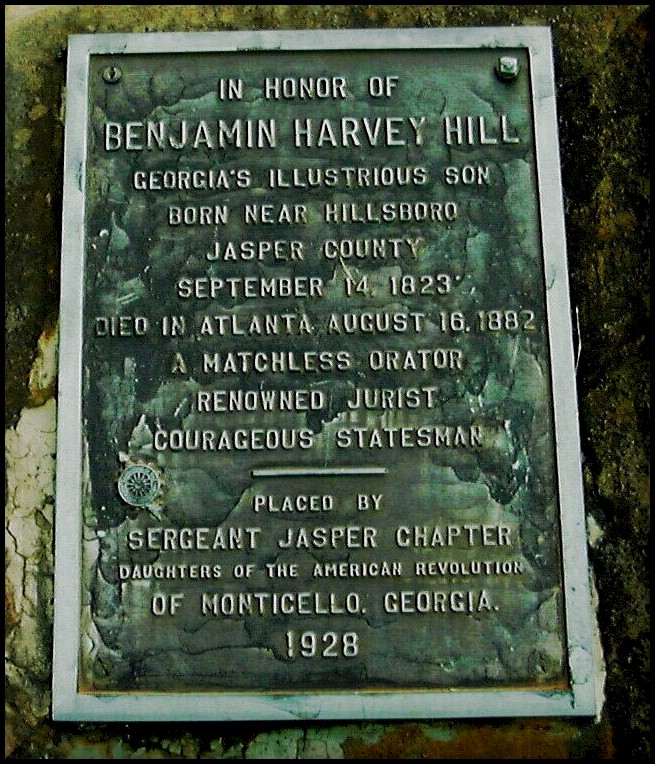 IN HONOR OF
BENJAMIN HARVEY HILL
GEORGIA'S ILLUSTRIOUS SON
BORN NEAR HILLSBORO
JASPER COUNTY
SEPTEMBER 14, 1823
DIED IN ATLANTA AUGUST 16, 1882
A MATCHLESS ORATOR
RENOWNED JURIST
COURAGEOUS STATESMAN
PLACED BY
SERGEANT JASPER CHAPTER
DAUGHTERS OF THE AMERICAN REVOLUTION
OF MONTICELLO, GEORGIA.
1928